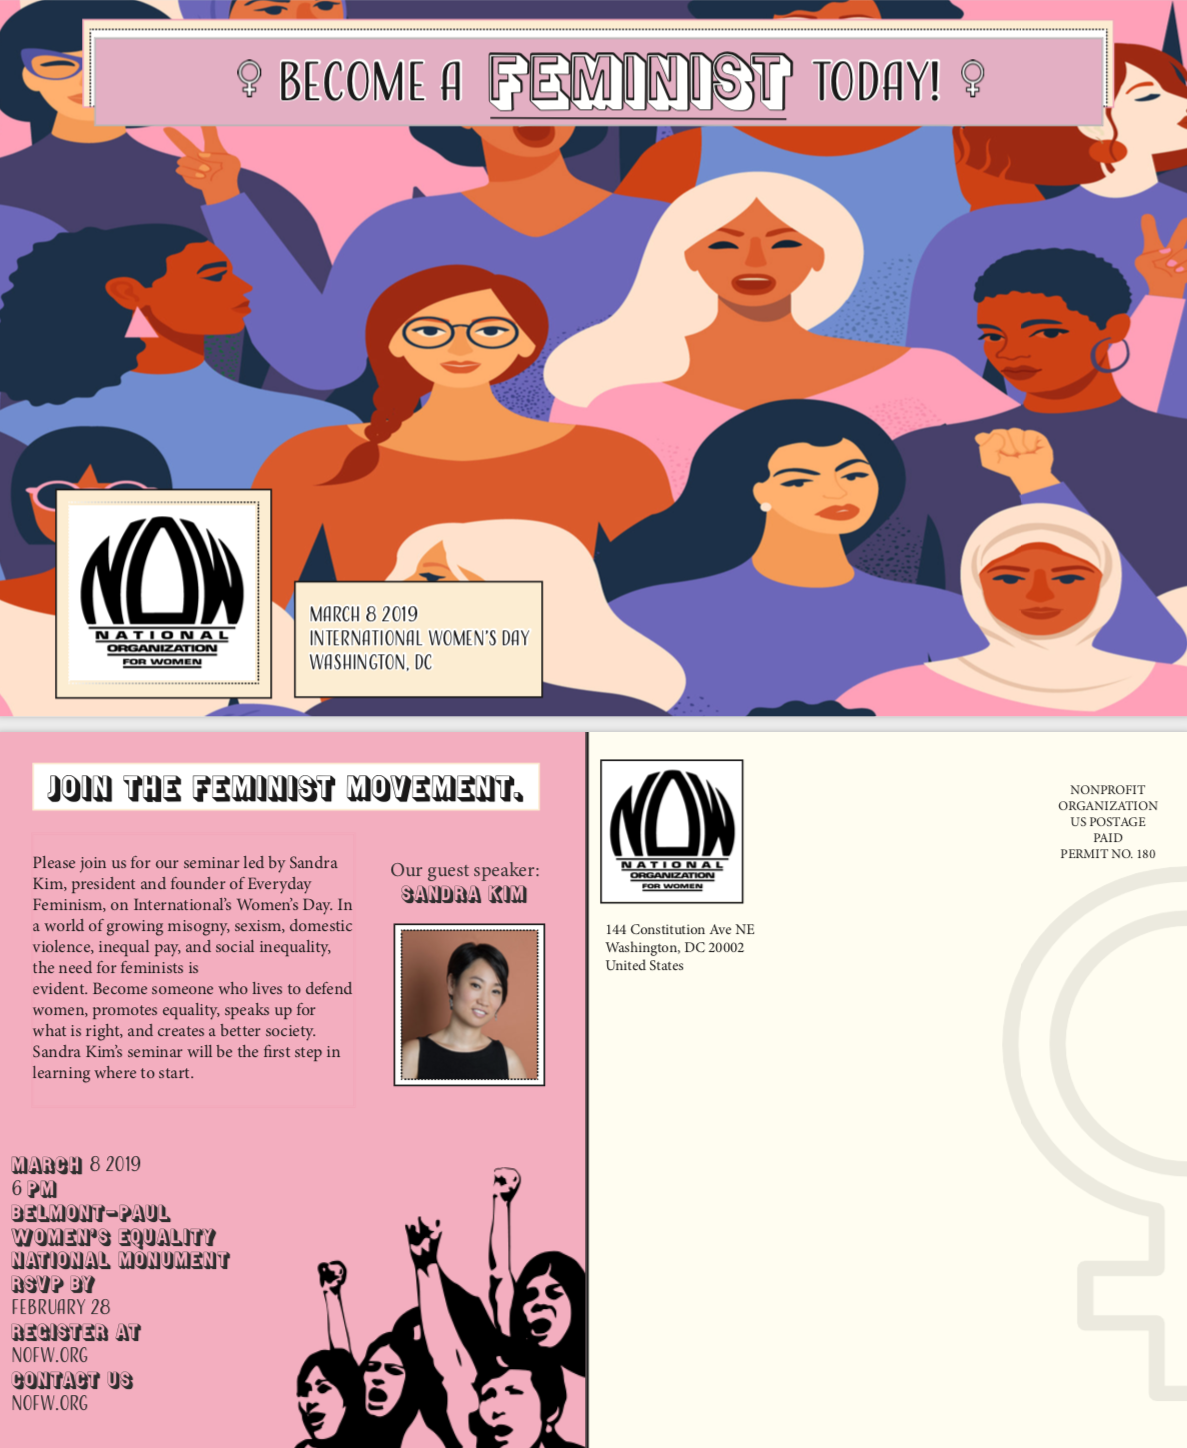 BECOME A FEMINIST TODAY!
NOW
NATIONAL
ORGANIZATION
FOR WOMEN
MARCH 8 2019
INTERNATIONAL WOMEN'S DAY
WASHINGTON, DC
JOIN THE FEMINIST MOVEMENT.
Please join us for our seminar led by Sandra
Kim, president and founder of Everyday
Feminism, on International's Women's Day. In
a world of growing misogny, sexism, domestic
violence, inequal pay, and social inequality,
the need for feminists is
evident. Become someone who lives to defend
women, promotes equality, speaks up for
what is right, and creates a better society.
Sandra Kim's seminar will be the first step in
learning where to start.
Our guest speaker:
SANDRA KIM
MARCH 8 2019
6 PM
BELMONT-PAUL
WOMEN'S EQUALITY
NATIONAL MONUMENT
RSVP BY
FEBRUARY 28
REGISTER AT
NOFW.ORG
CONTACT US
NOFW.ORG
NOW
NATIONAL
ORGANIZATION
FOR WOMEN
144 Constitution Ave NE
Washington, DC 20002
United States
NONPROFIT
ORGANIZATION
US POSTAGE
PAID
PERMIT NO. 180